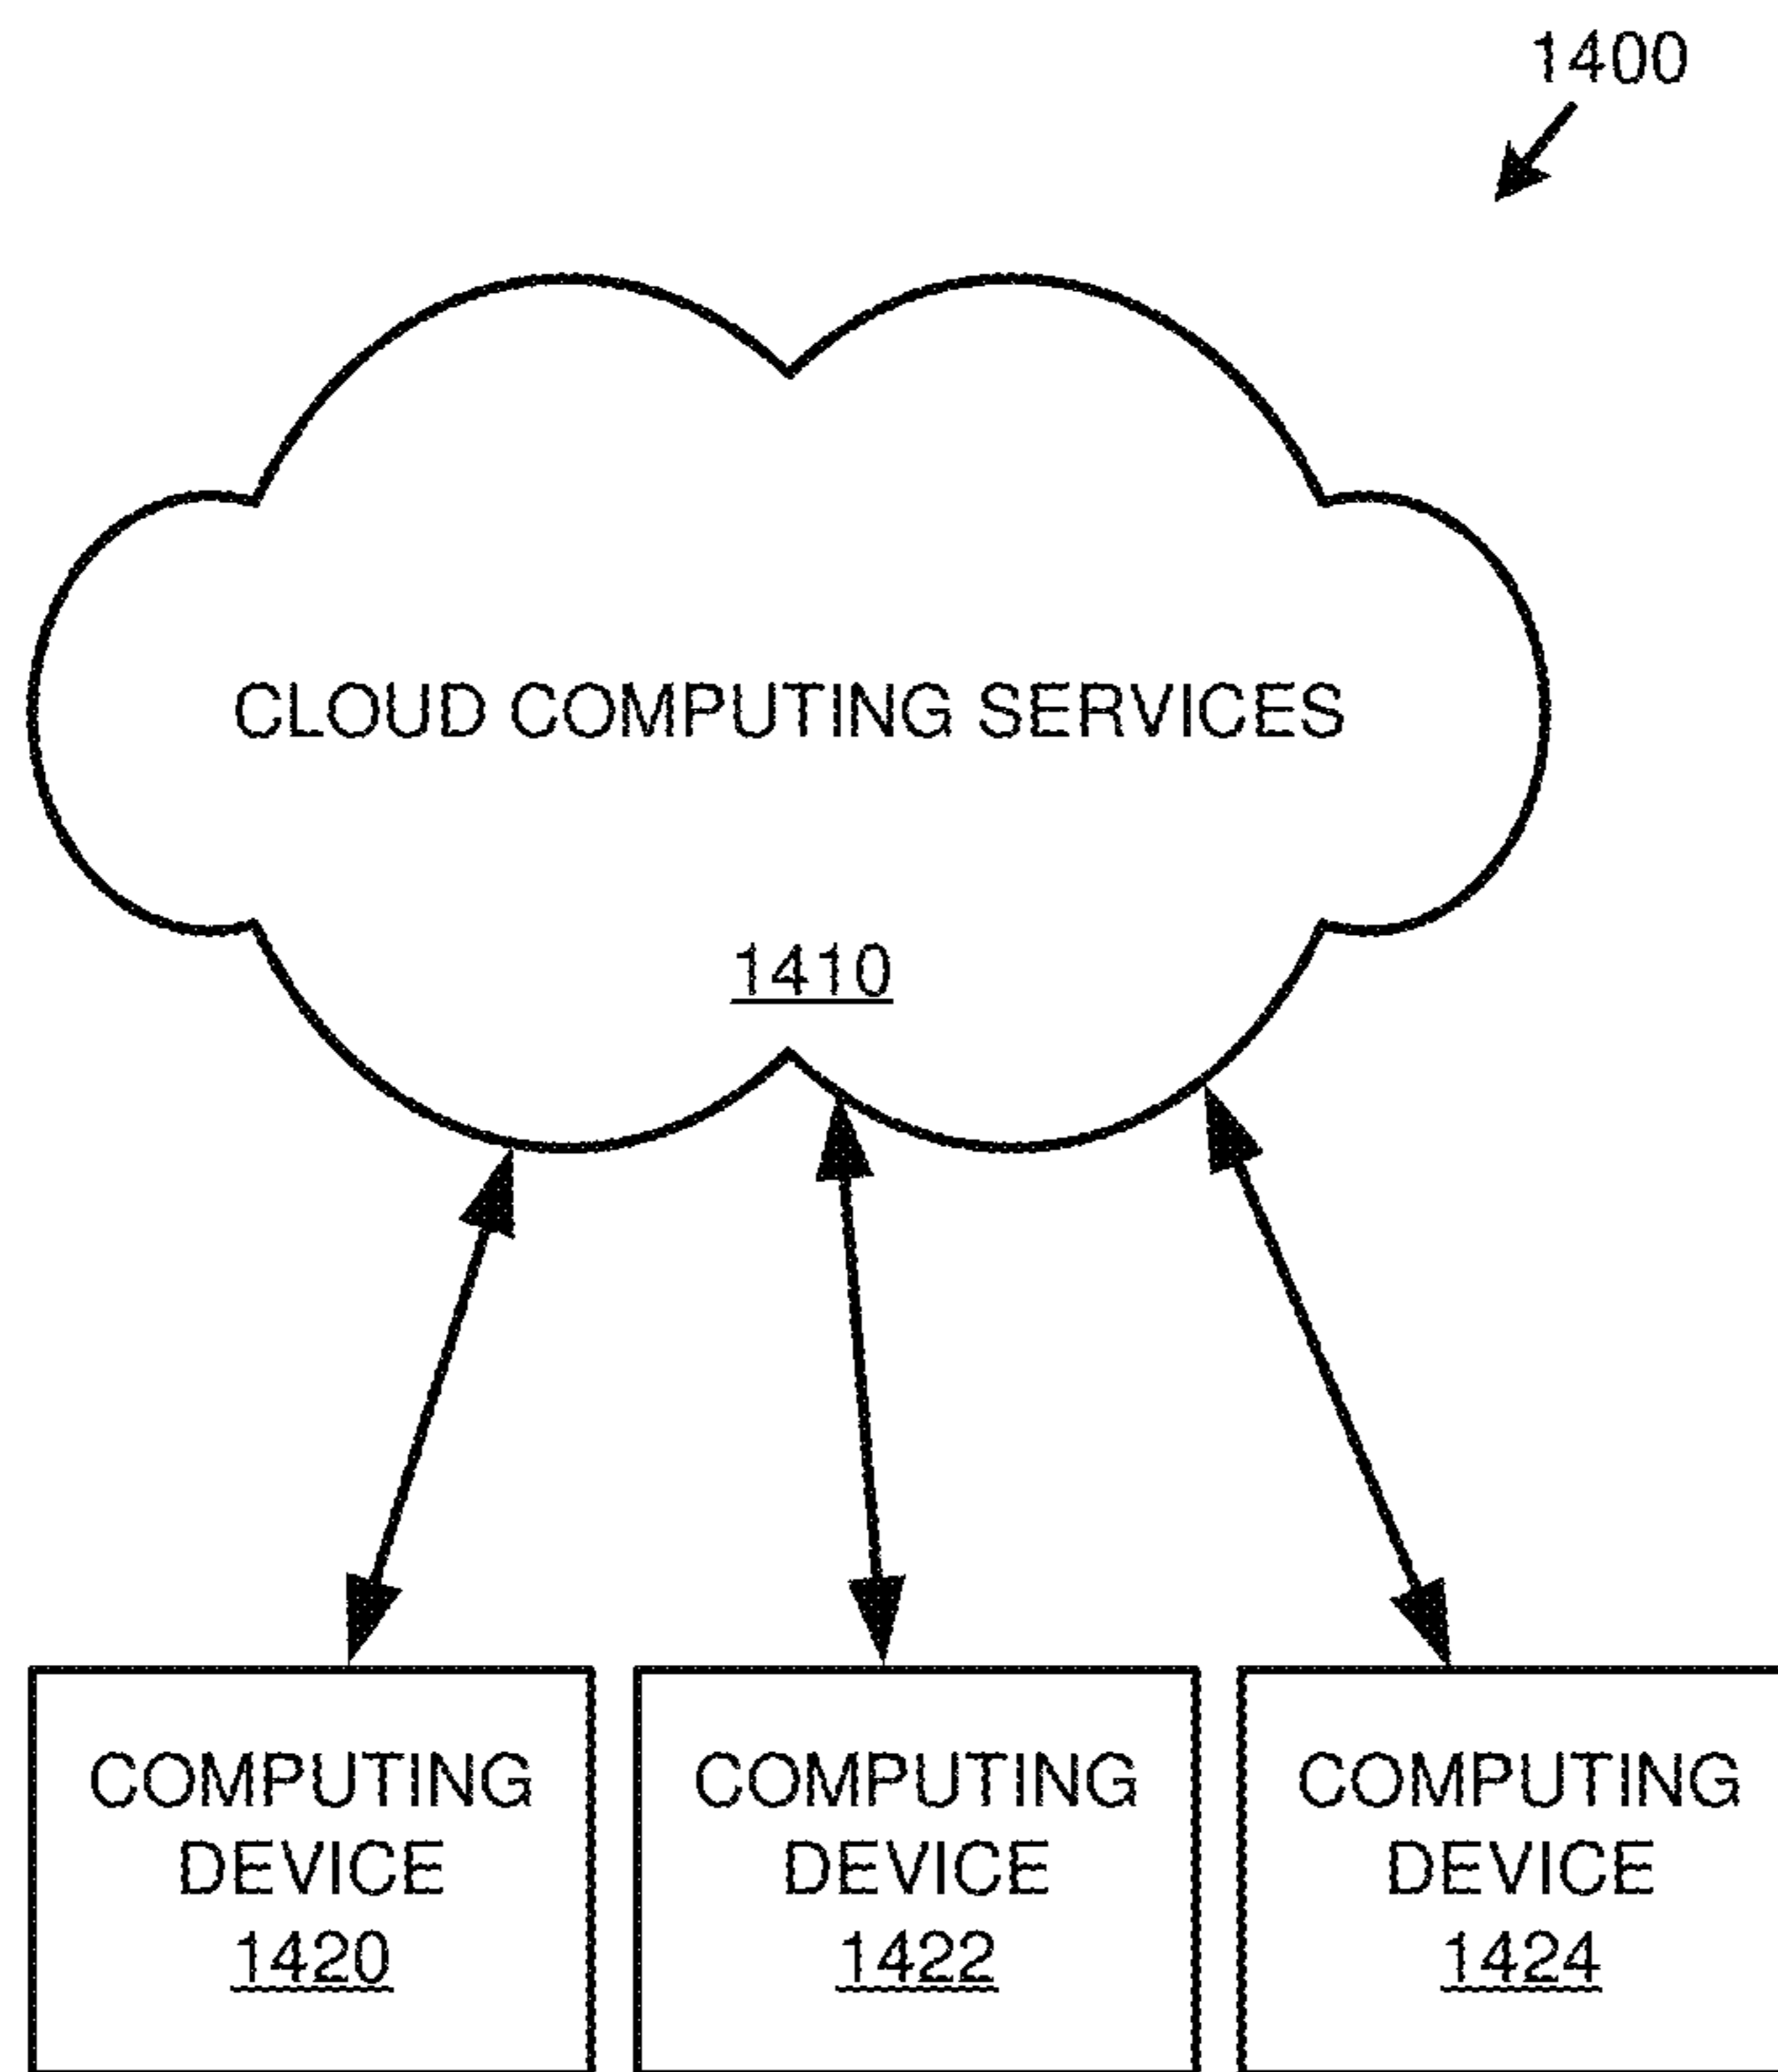 1400
CLOUD COMPUTING SERVICES
1410
COMPUTING
DEVICE
1420
COMPUTING
DEVICE
1422
COMPUTING
DEVICE
1424